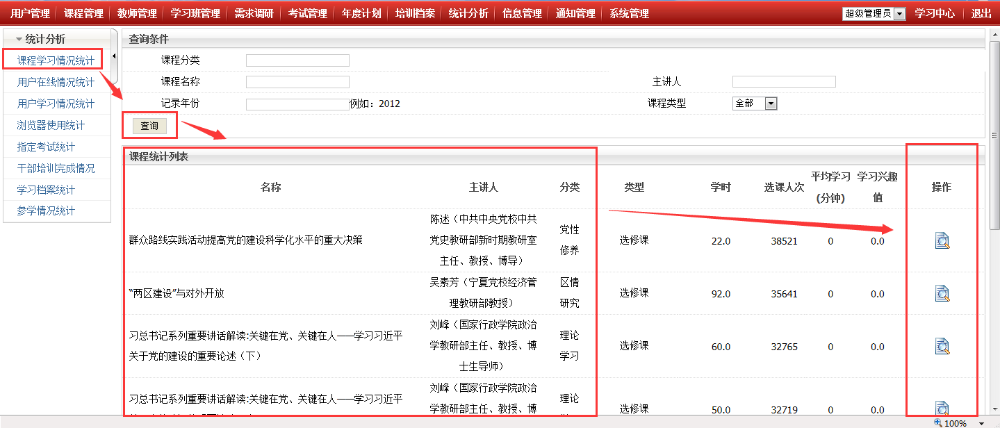 用户管理 课程管理 教师管理 学习班管理 需求调研 考试管理 年度计划 培训档案 统计分析 信息管理 通知管理 系统管理 超级管理员 学习中心 退出
统计分析
课程学习情况统计
用户在线情况统计
用户学习情况统计
浏览器使用统计
指定考试统计
干部培训完成情况
学习档案统计
参学情况统计
查询条件
课程分类
课程名称 主讲人
记录年份 例如：2012 课程类型 全部
查询
课程统计列表
名称 主讲人 分类 类型 学时 选课人次 平均学习(分钟) 学习兴趣值 操作
群众路线实践活动提高党的建设科学化水平的重大决策
陈述（中共中央党校中共
党史教研部新时期教研室
主任、教授、博导）
党性
修养
选修课 22.0 38521 0 0.0
“两区建设”与对外开放
吴素芳（宁夏党校经济管
理教研部教授）
区情
研究
选修课 92.0 35641 0 0.0
习总书记系列重要讲话解读:关键在党、关键在人——学习习近平
关于党的建设的重要论述（下）
刘峰（国家行政学院政治
学教研部主任、教授、博
士生导师）
理论
学习
选修课 60.0 32765 0 0.0
习总书记系列重要讲话解读:关键在党、关键在人——学习习近平
刘峰（国家行政学院政治
学教研部主任、教授、博
理论
选修课 50.0 32719 0 0.0
100%